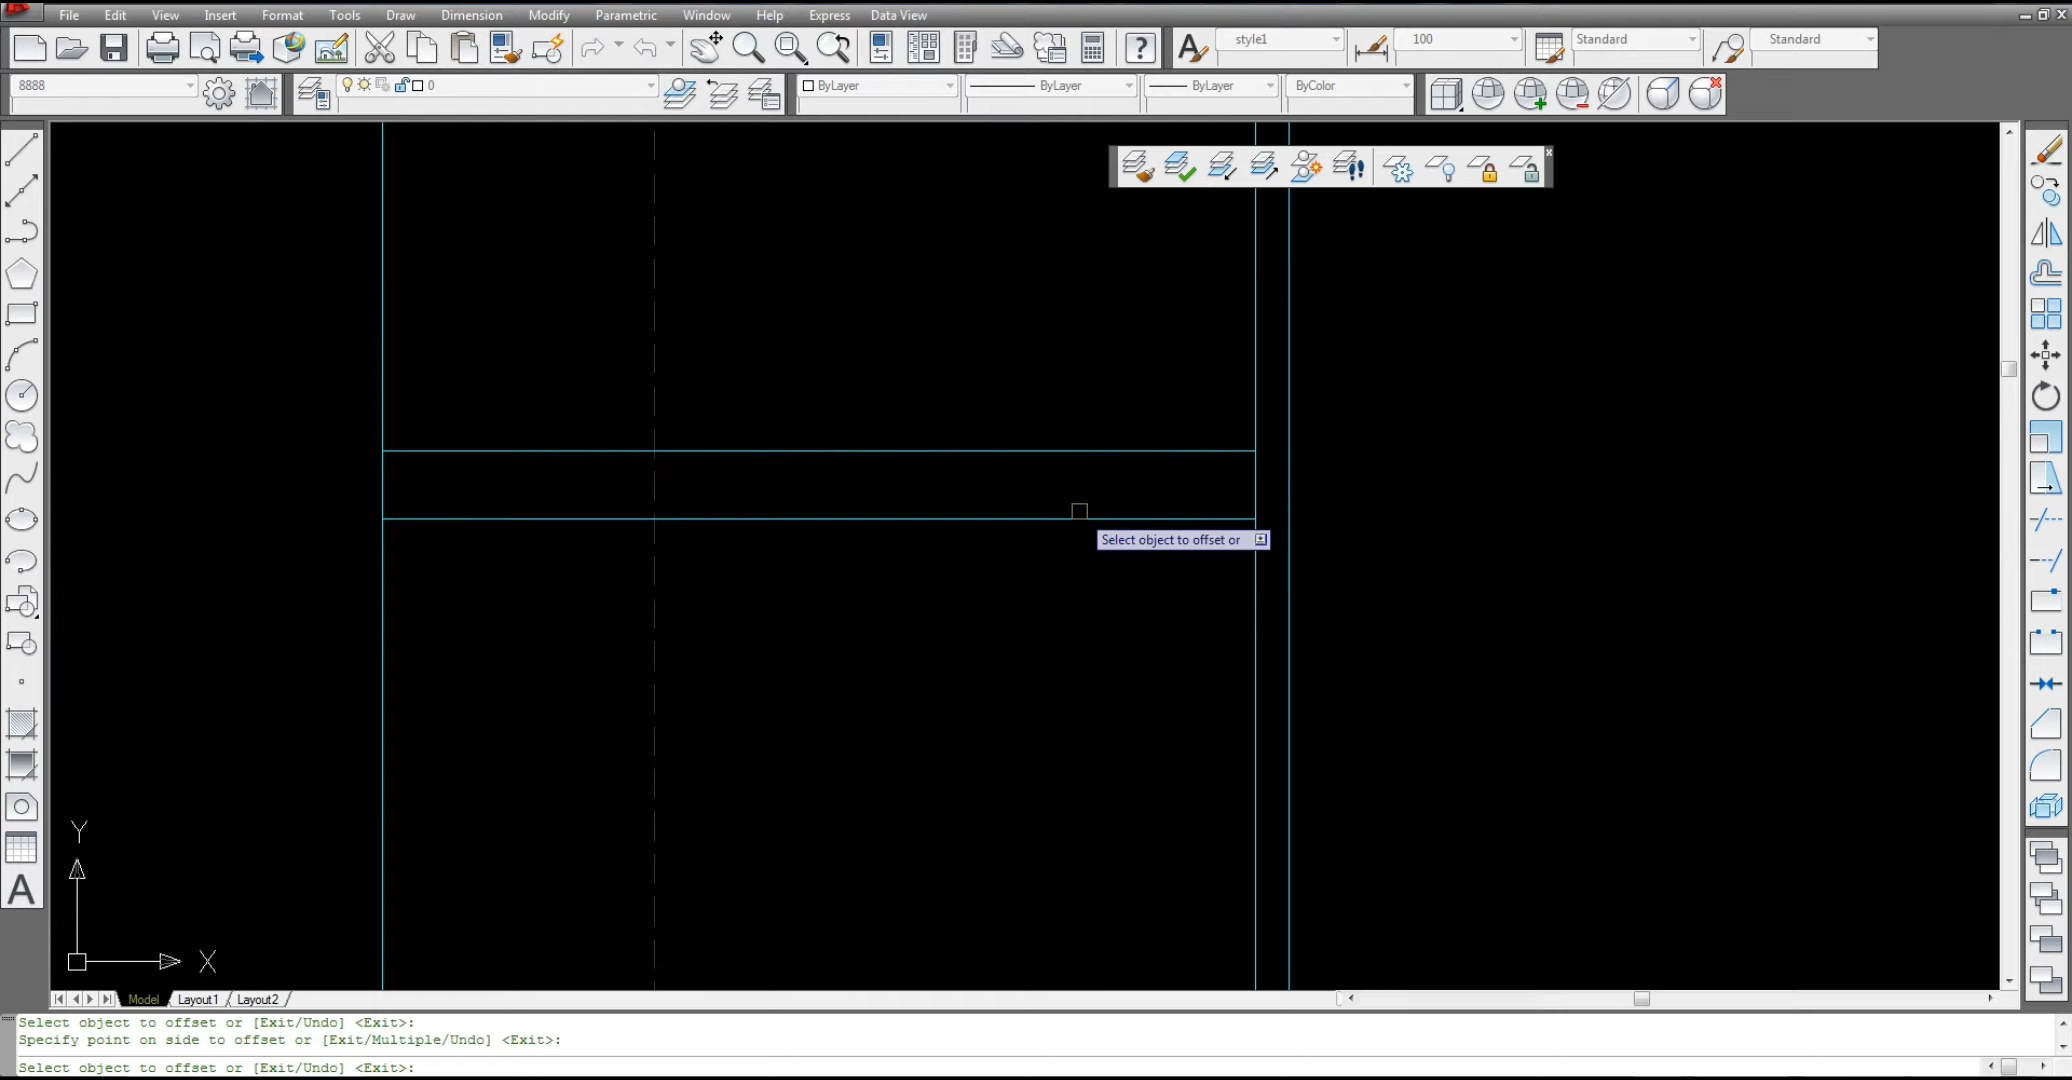 File Edit View Insert Format Tools Draw Dimension Modify Parametric Window Help Express Data View
style1 100 Standard Standard
8888 0 ByLayer ByLayer ByLayer ByColor
Select object to offset or
Y
X
A
Model Layout1 Layout2
Select object to offset or [Exit/Undo] <Exit>:
Specify point on side to offset or [Exit/Multiple/Undo] <Exit>:
Select object to offset or [Exit/Undo] <Exit>: